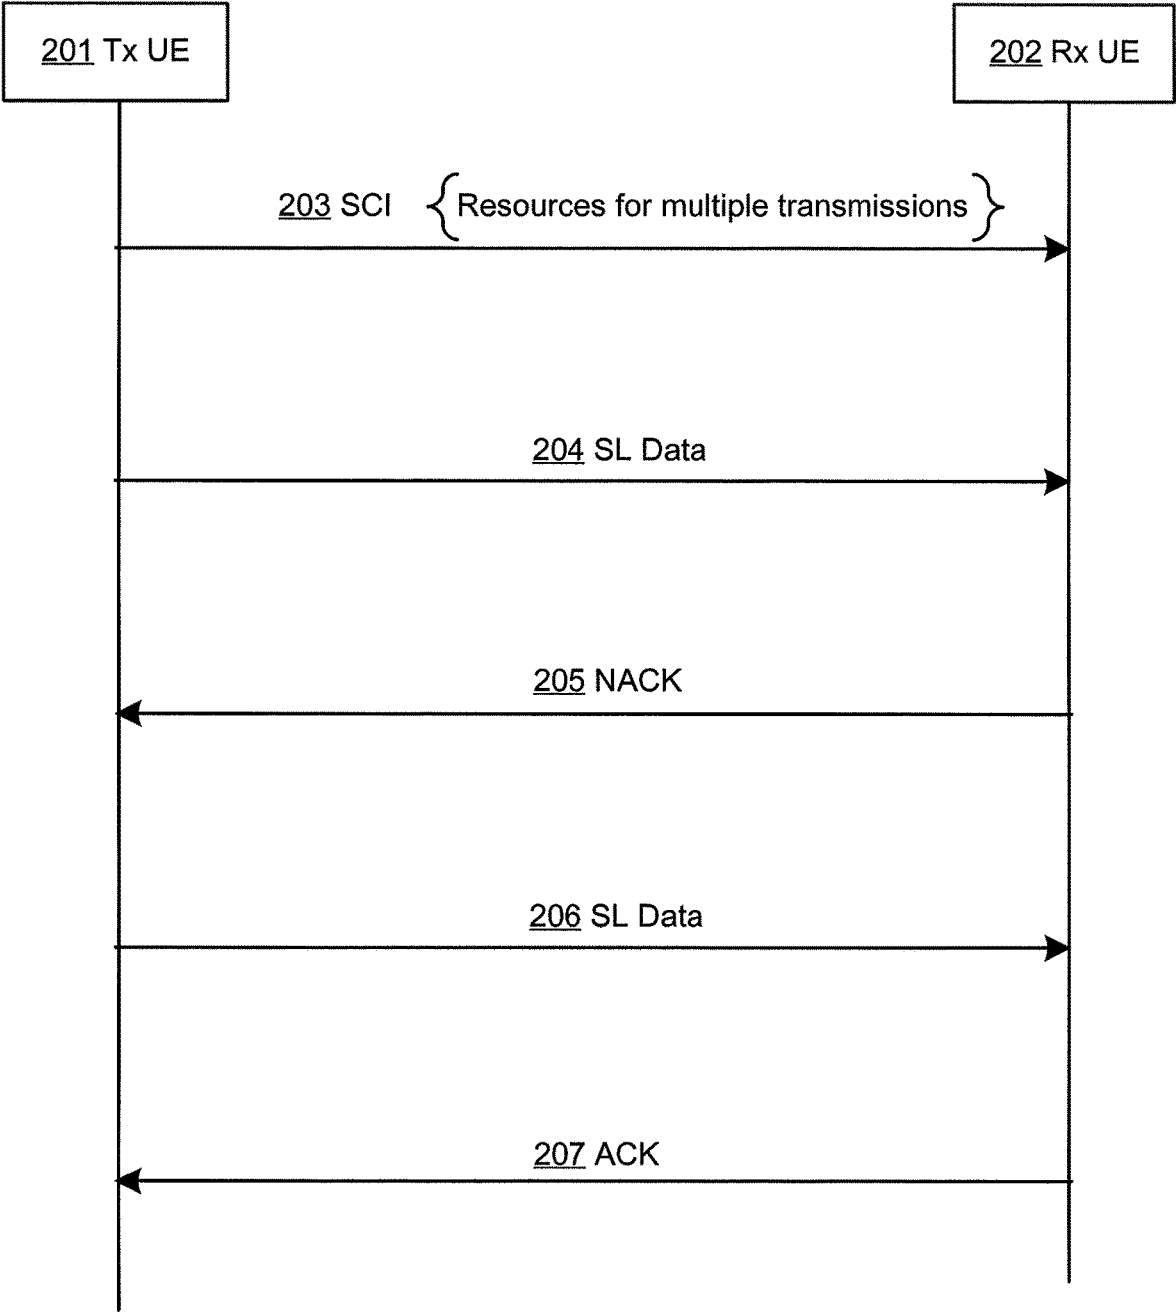 201 Tx UE
202 Rx UE
203 SCI {Resources for multiple transmissions}
204 SL Data
205 NACK
206 SL Data
207 ACK